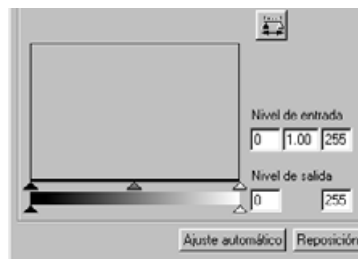 Nivel de entrada
0 1.00 255
Nivel de salida
0 255
Ajuste automático Reposición